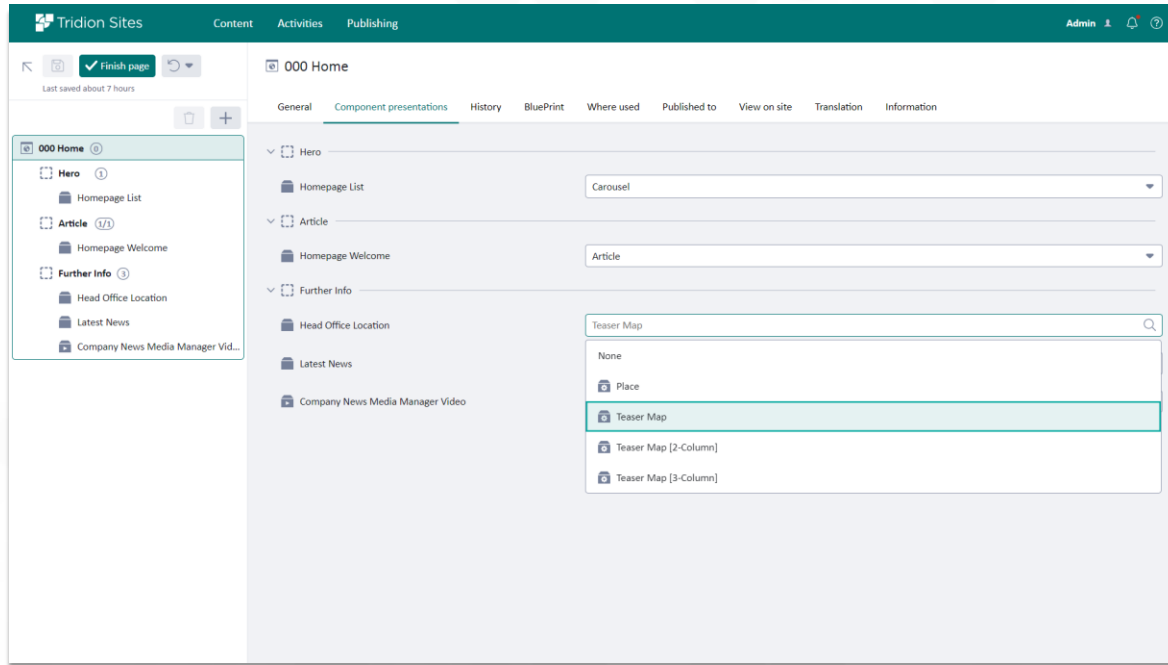 Tridion Sites Content Activities Publishing Admin
Finish page
Last saved about 7 hours
000 Home 0
Hero 1
Homepage List
Article 1/1
Homepage Welcome
Further Info 3
Head Office Location
Latest News
Company News Media Manager Vid...
000 Home
General Component presentations History BluePrint Where used Published to View on site Translation Information
Hero
Homepage List Carousel
Article
Homepage Welcome Article
Further Info
Head Office Location Teaser Map
Latest News
Company News Media Manager Video
None
Place
Teaser Map
Teaser Map [2-Column]
Teaser Map [3-Column]